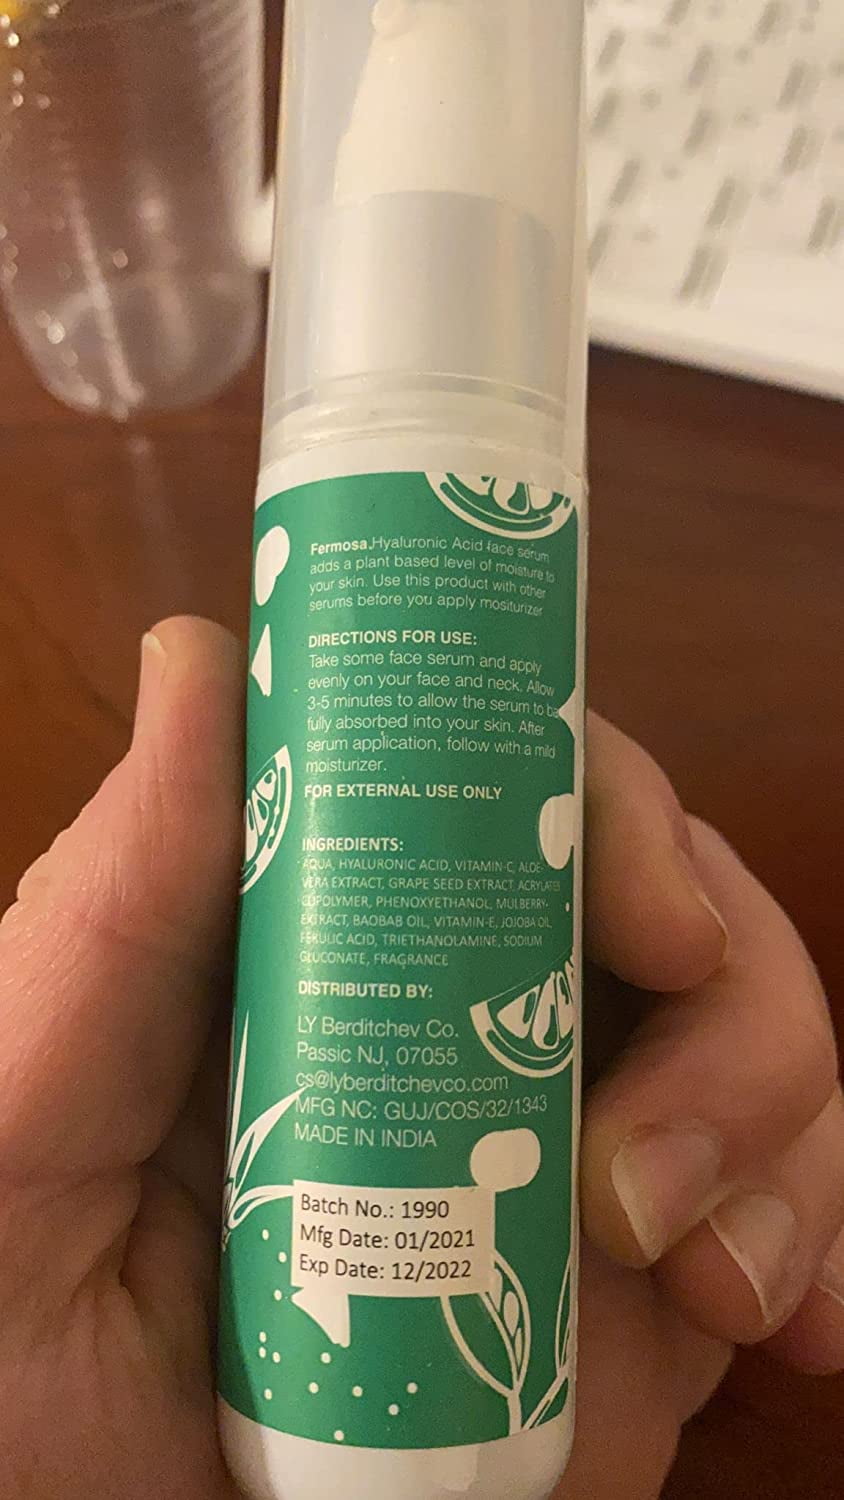 Fermosa.Hyaluronic Acid face serum
adds a plant based level of moisture to
your skin. Use this product with other
serums before you apply mositurizer
DIRECTIONS FOR USE:
Take some face serum and apply
evenly on your face and neck. Allow
3-5 minutes to allow the serum to be
fully absorbed into your skin. After
serum application, follow with a mild
moisturizer.
FOR EXTERNAL USE ONLY
INGREDIENTS:
AQUA, HYALURONIC ACID, VITAMIN-C, ALOE-
VERA EXTRACT, GRAPE SEED EXTRACT, ACRYLATES
COPOLYMER, PHENOXYETHANOL, MULBERRY-
EXTRACT, BAOBAB OIL, VITAMIN-E, JOJOBA OIL,
FERULIC ACID, TRIETHANOLAMINE, SODIUM
GLUCONATE, FRAGRANCE
DISTRIBUTED BY:
LY Berditchev Co.
Passic NJ, 07055
cs@lyberditchevco.com
MFG NC: GUJ/COS/32/1343
MADE IN INDIA
Batch No.: 1990
Mfg Date: 01/2021
Exp Date: 12/2022